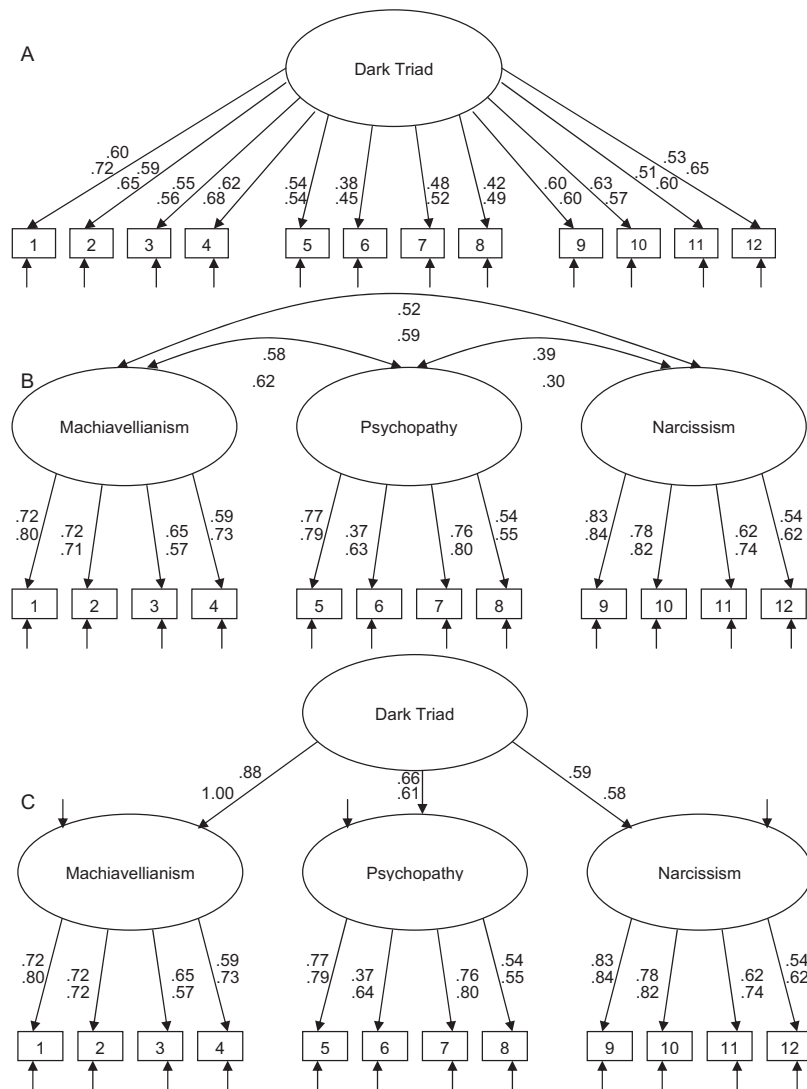 A
Dark Triad
.60 .59 .55 .62 .54 .38 .48 .42 .60 .63 .51 .53
.72 .65 .56 .68 .54 .45 .52 .49 .60 .57 .60 .65
1 2 3 4 5 6 7 8 9 10 11 12
.52
.59
.58 .39
.62 .30
B
Machiavellianism Psychopathy Narcissism
.72 .72 .65 .59 .77 .37 .76 .54 .83 .78 .62 .54
.80 .71 .57 .73 .79 .63 .80 .55 .84 .82 .74 .62
1 2 3 4 5 6 7 8 9 10 11 12
Dark Triad
.88 .66 .59
1.00 .61 .58
C
Machiavellianism Psychopathy Narcissism
.72 .72 .65 .59 .77 .37 .76 .54 .83 .78 .62 .54
.80 .72 .57 .73 .79 .64 .80 .55 .84 .82 .74 .62
1 2 3 4 5 6 7 8 9 10 11 12